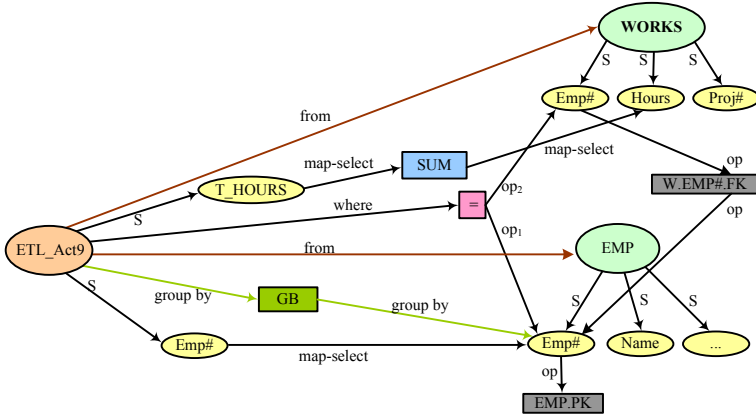 WORKS
S
S
S
Emp#
Hours
Proj#
from
op
map-select
SUM
map-select
W.EMP#.FK
T_HOURS
where
=
op2
op
S
op1
ETL_Act9
from
EMP
group by
GB
group by
S
S
S
S
Emp#
map-select
Emp#
Name
...
op
EMP.PK